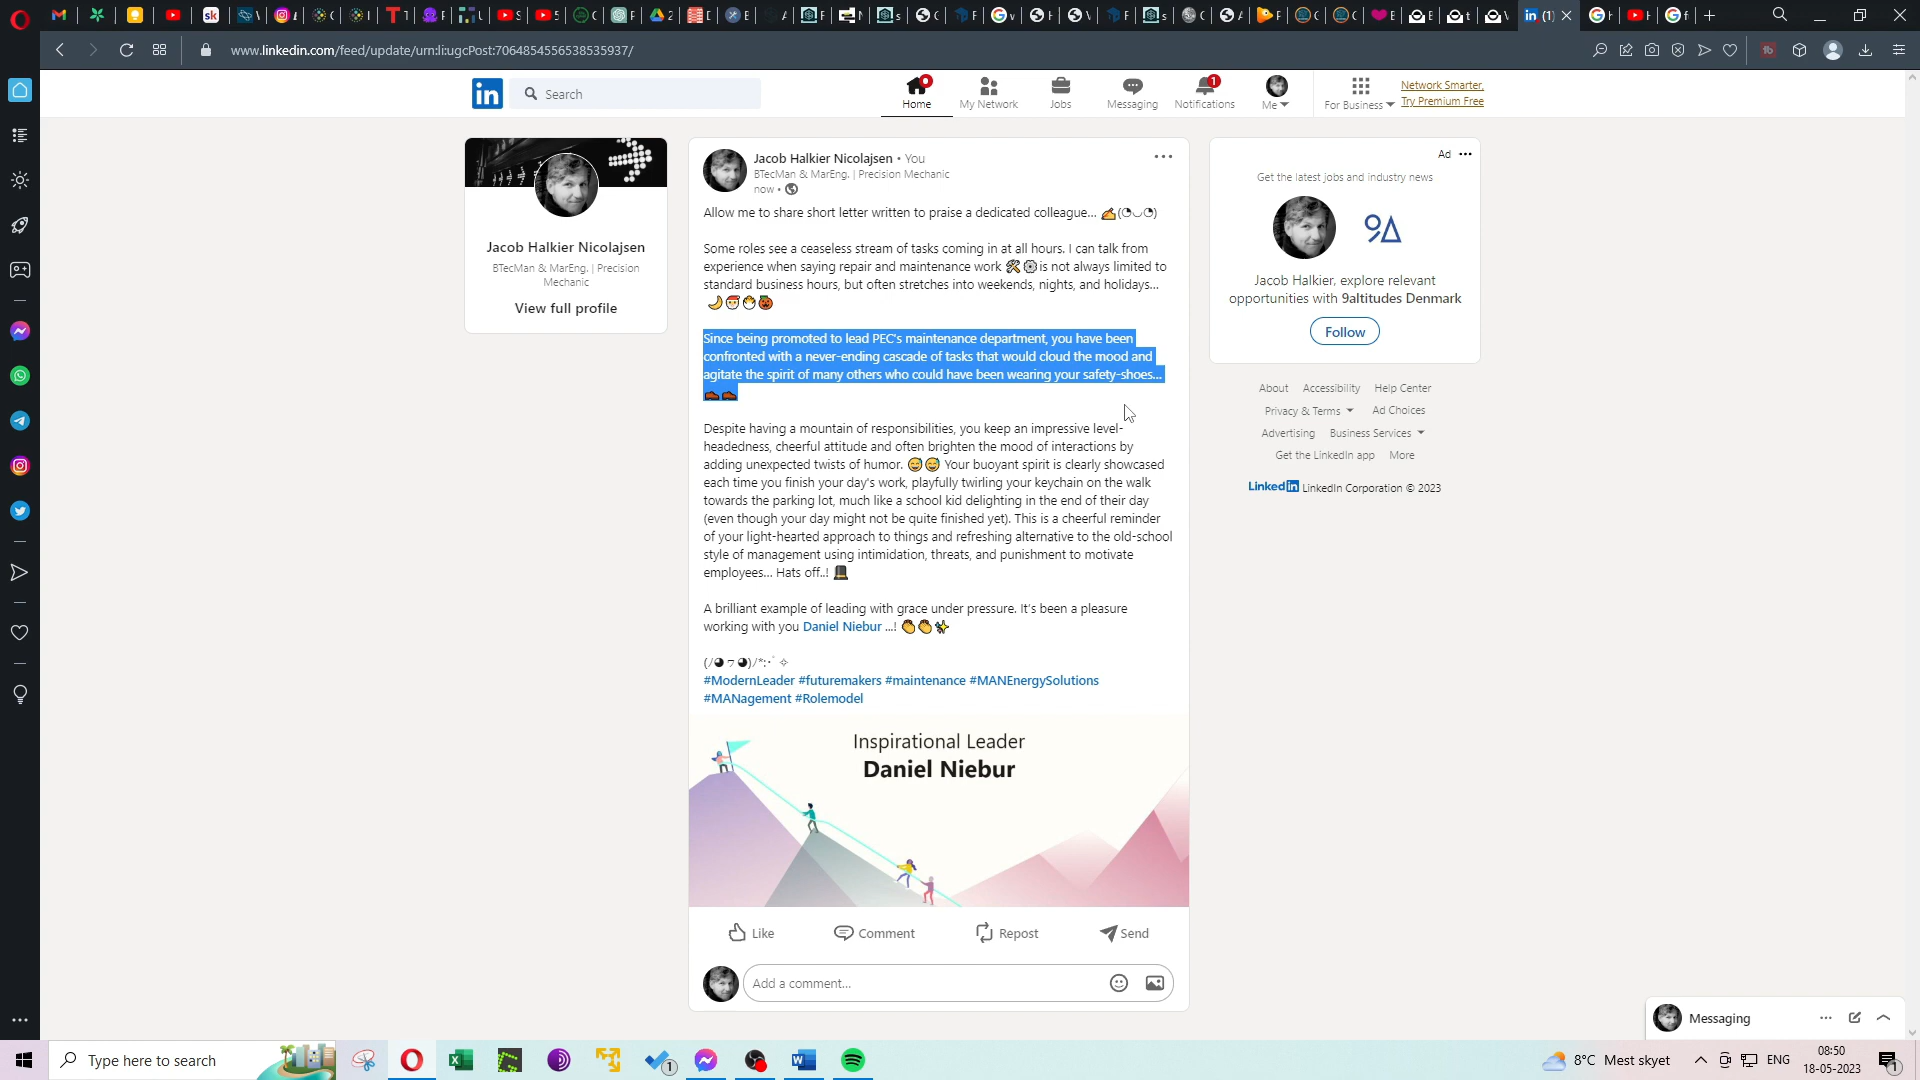 www.linkedin.com/feed/update/urn:li:ugcPost:7064854556538535937/
in
Search
Home
My Network
Jobs
Messaging
1
Notifications
Me
For Business
Network Smarter,
Try Premium Free
Jacob Halkier Nicolajsen
BTecMan & MarEng. | Precision
Mechanic
View full profile
Jacob Halkier Nicolajsen • You
BTecMan & MarEng. | Precision Mechanic
now •
Allow me to share short letter written to praise a dedicated colleague... ✍(◔◡◔)
Some roles see a ceaseless stream of tasks coming in at all hours. I can talk from
experience when saying repair and maintenance work 🛠⚙is not always limited to
standard business hours, but often stretches into weekends, nights, and holidays...
🌙🎅🐣🎃
Since being promoted to lead PEC's maintenance department, you have been
confronted with a never-ending cascade of tasks that would cloud the mood and
agitate the spirit of many others who could have been wearing your safety-shoes...
👞👞
Despite having a mountain of responsibilities, you keep an impressive level-
headedness, cheerful attitude and often brighten the mood of interactions by
adding unexpected twists of humor. 😅😅 Your buoyant spirit is clearly showcased
each time you finish your day's work, playfully twirling your keychain on the walk
towards the parking lot, much like a school kid delighting in the end of their day
(even though your day might not be quite finished yet). This is a cheerful reminder
of your light-hearted approach to things and refreshing alternative to the old-school
style of management using intimidation, threats, and punishment to motivate
employees... Hats off..! 🎩
A brilliant example of leading with grace under pressure. It's been a pleasure
working with you Daniel Niebur ...! 👏👏✨
(ﾉ◕ヮ◕)ﾉ*:･ﾟ✧
#ModernLeader #futuremakers #maintenance #MANEnergySolutions
#MANagement #Rolemodel
Inspirational Leader
Daniel Niebur
Like
Comment
Repost
Send
Add a comment...
Ad
Get the latest jobs and industry news
9Δ
Jacob Halkier, explore relevant
opportunities with 9altitudes Denmark
Follow
About Accessibility Help Center
Privacy & Terms Ad Choices
Advertising Business Services
Get the LinkedIn app More
LinkedIn LinkedIn Corporation © 2023
Messaging
Type here to search
1
8°C Mest skyet
ENG
08:50
18-05-2023
1